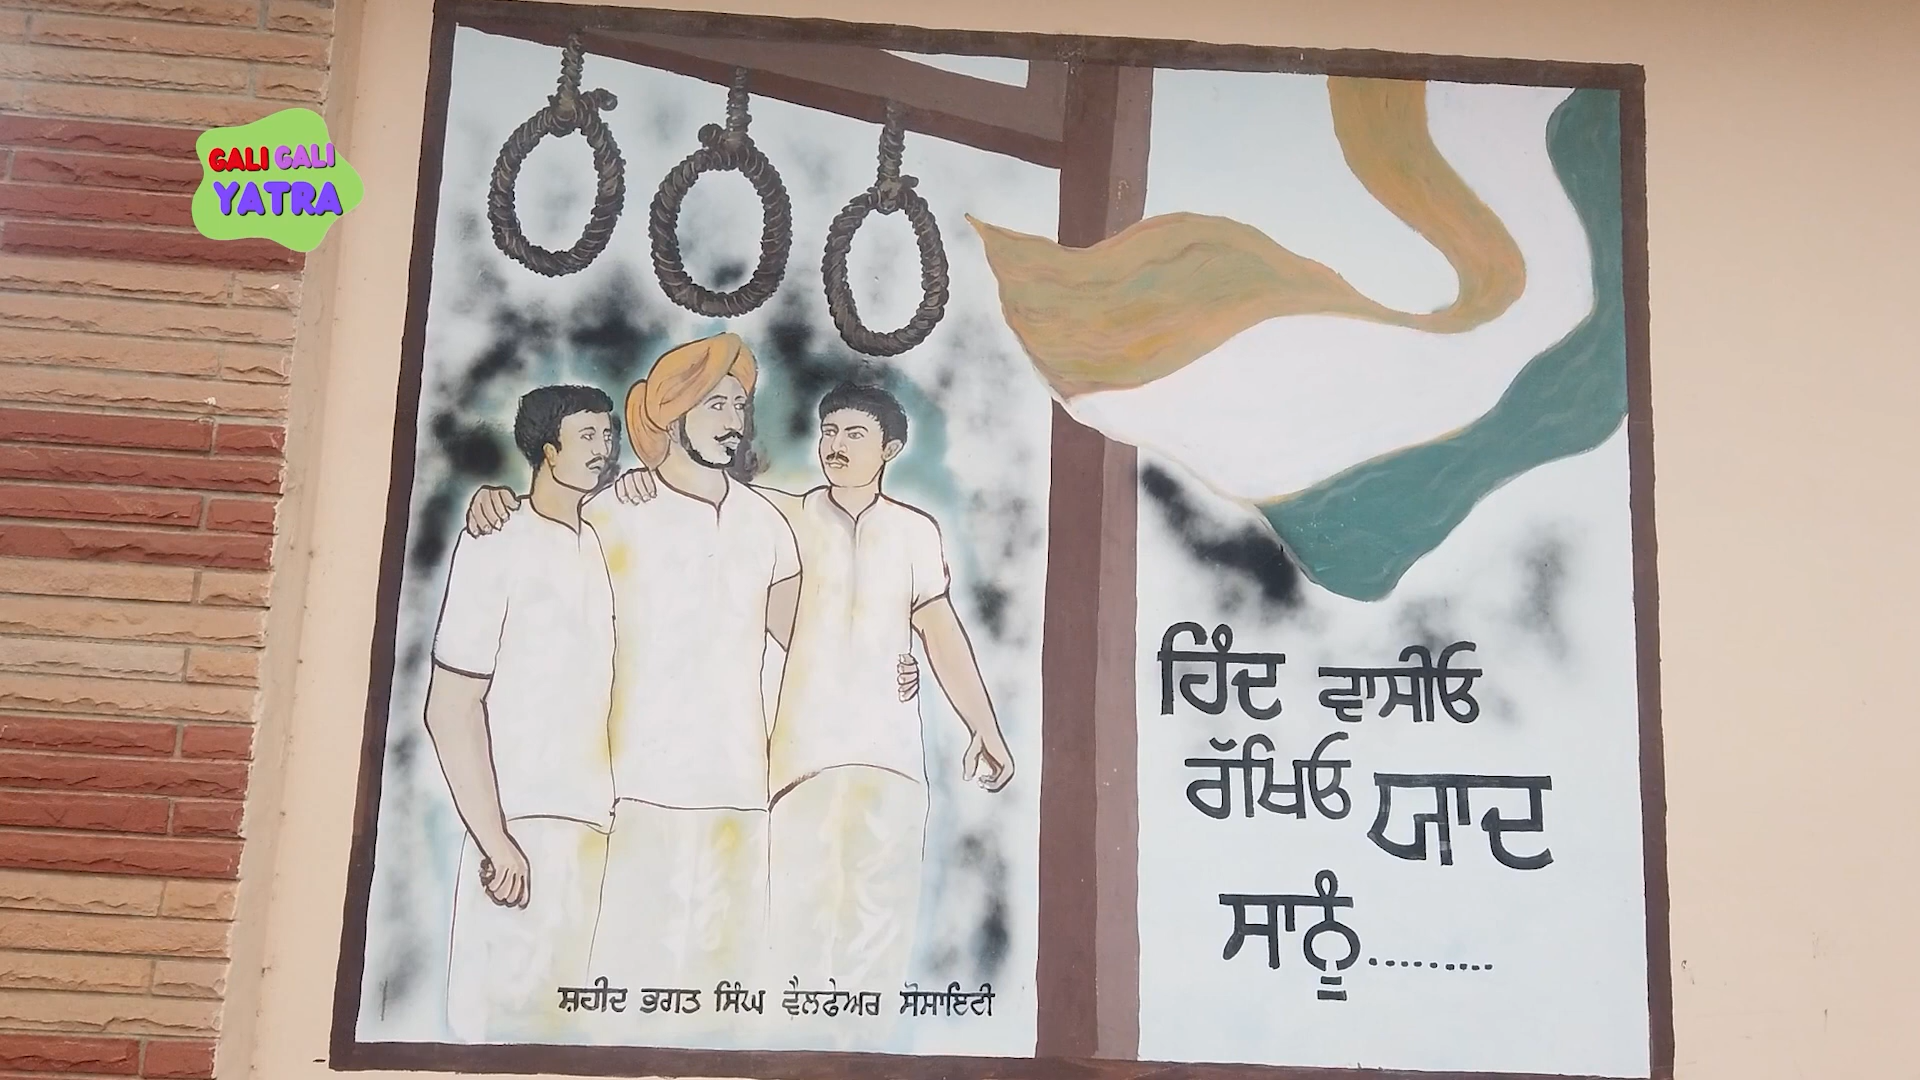 GALI GALI
YATRA
ਹਿੰਦ ਵਾਸੀਓ
ਰੱਖਿਓ ਯਾਦ
ਸਾਨੂੰ.........
ਸ਼ਹੀਦ ਭਗਤ ਸਿੰਘ ਵੈਲਫੇਅਰ ਸੋਸਾਇਟੀ